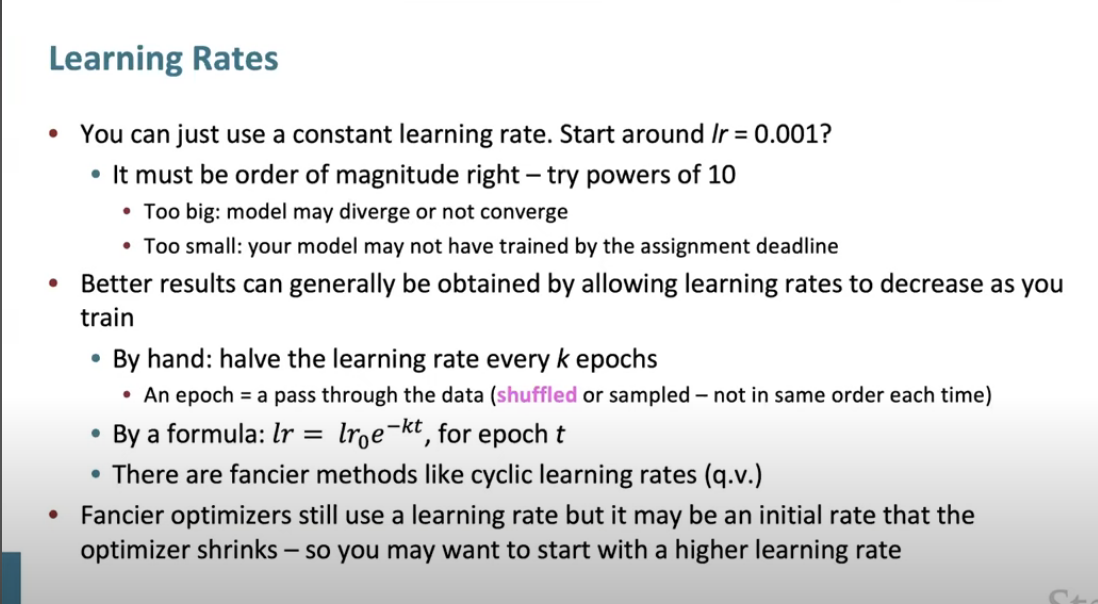 Learning Rates
• You can just use a constant learning rate. Start around lr = 0.001?
• It must be order of magnitude right – try powers of 10
• Too big: model may diverge or not converge
• Too small: your model may not have trained by the assignment deadline
• Better results can generally be obtained by allowing learning rates to decrease as you
train
• By hand: halve the learning rate every k epochs
• An epoch = a pass through the data (shuffled or sampled – not in same order each time)
• By a formula: lr = lr₀e^{-kt}, for epoch t
• There are fancier methods like cyclic learning rates (q.v.)
• Fancier optimizers still use a learning rate but it may be an initial rate that the
optimizer shrinks – so you may want to start with a higher learning rate